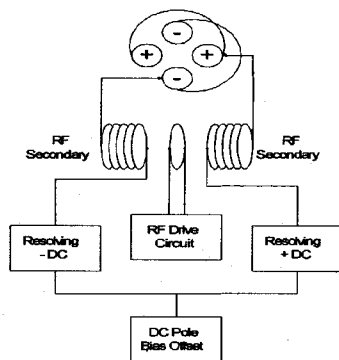 -
+ +
-
RF
Secondary
RF
Secondary
RF Drive
Circuit
Resolving
- DC
Resolving
+ DC
DC Pole
Bias Offset